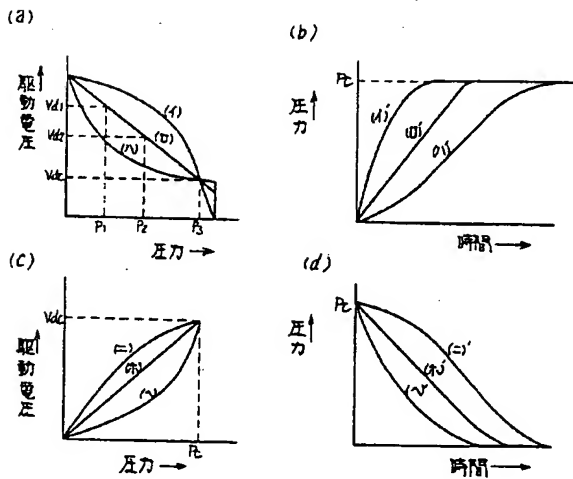 (a)
駆動電圧
Vd1
Vd2
Vdc
(イ)
(ロ)
(ハ)
P1
P2
P3
圧力
(b)
圧力
Pc
(イ)'
(ロ)'
(ハ)'
時間
(c)
駆動電圧
Vdc
(ニ)
(ホ)
(ヘ)
Pc
圧力
(d)
圧力
Pc
(ニ)'
(ホ)'
(ヘ)'
時間